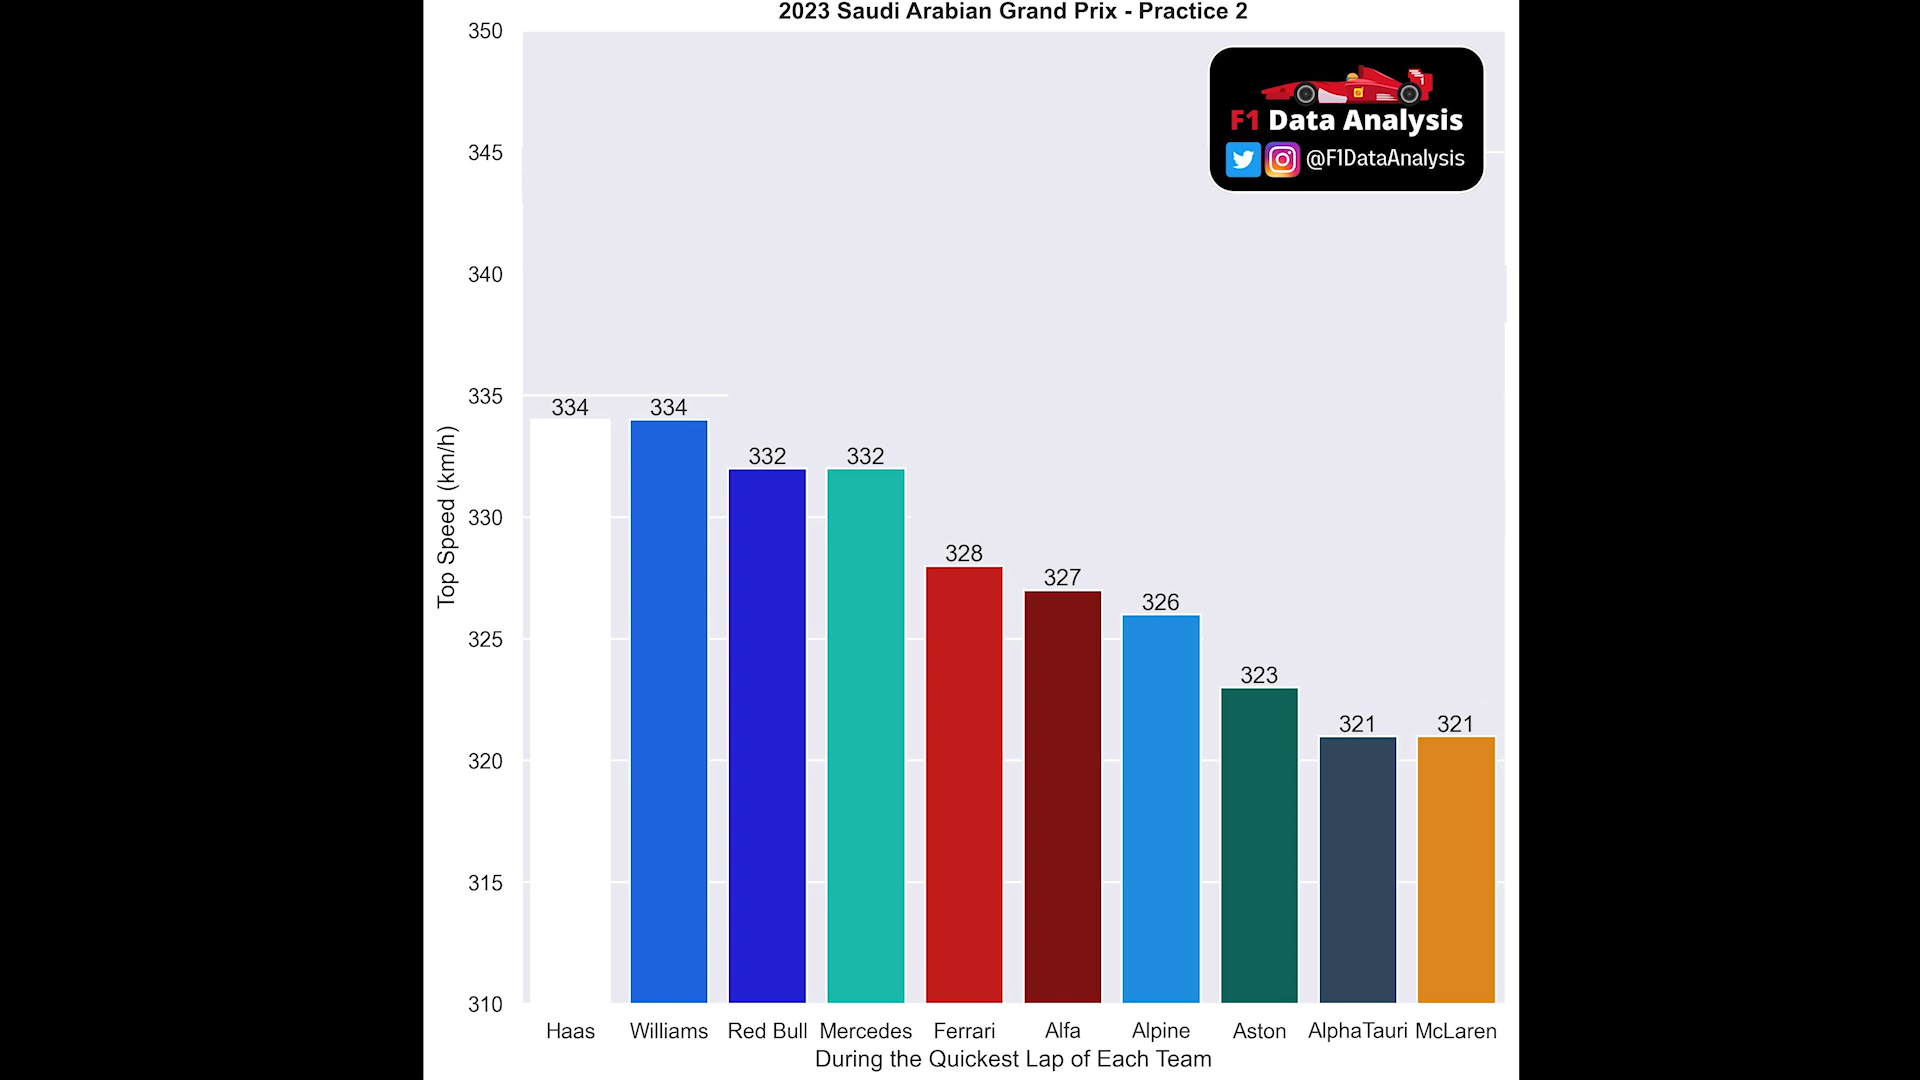 2023 Saudi Arabian Grand Prix - Practice 2
350
345
340
335
330
325
320
315
310
Top Speed (km/h)
F1 Data Analysis
@F1DataAnalysis
334
334
332
332
328
327
326
323
321
321
Haas
Williams
Red Bull
Mercedes
Ferrari
Alfa
Alpine
Aston
AlphaTauri
McLaren
During the Quickest Lap of Each Team